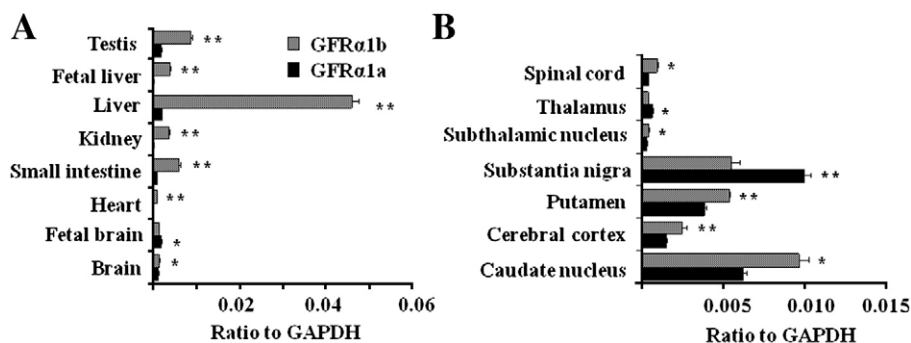 A
Testis
**
GFRα1b
GFRα1a
Fetal liver
**
Liver
**
Kidney
**
Small intestine
**
Heart
**
Fetal brain
*
Brain
*
0.02
0.04
0.06
Ratio to GAPDH
B
Spinal cord
*
Thalamus
*
Subthalamic nucleus
*
Substantia nigra
**
Putamen
**
Cerebral cortex
**
Caudate nucleus
*
0.005
0.010
0.015
Ratio to GAPDH